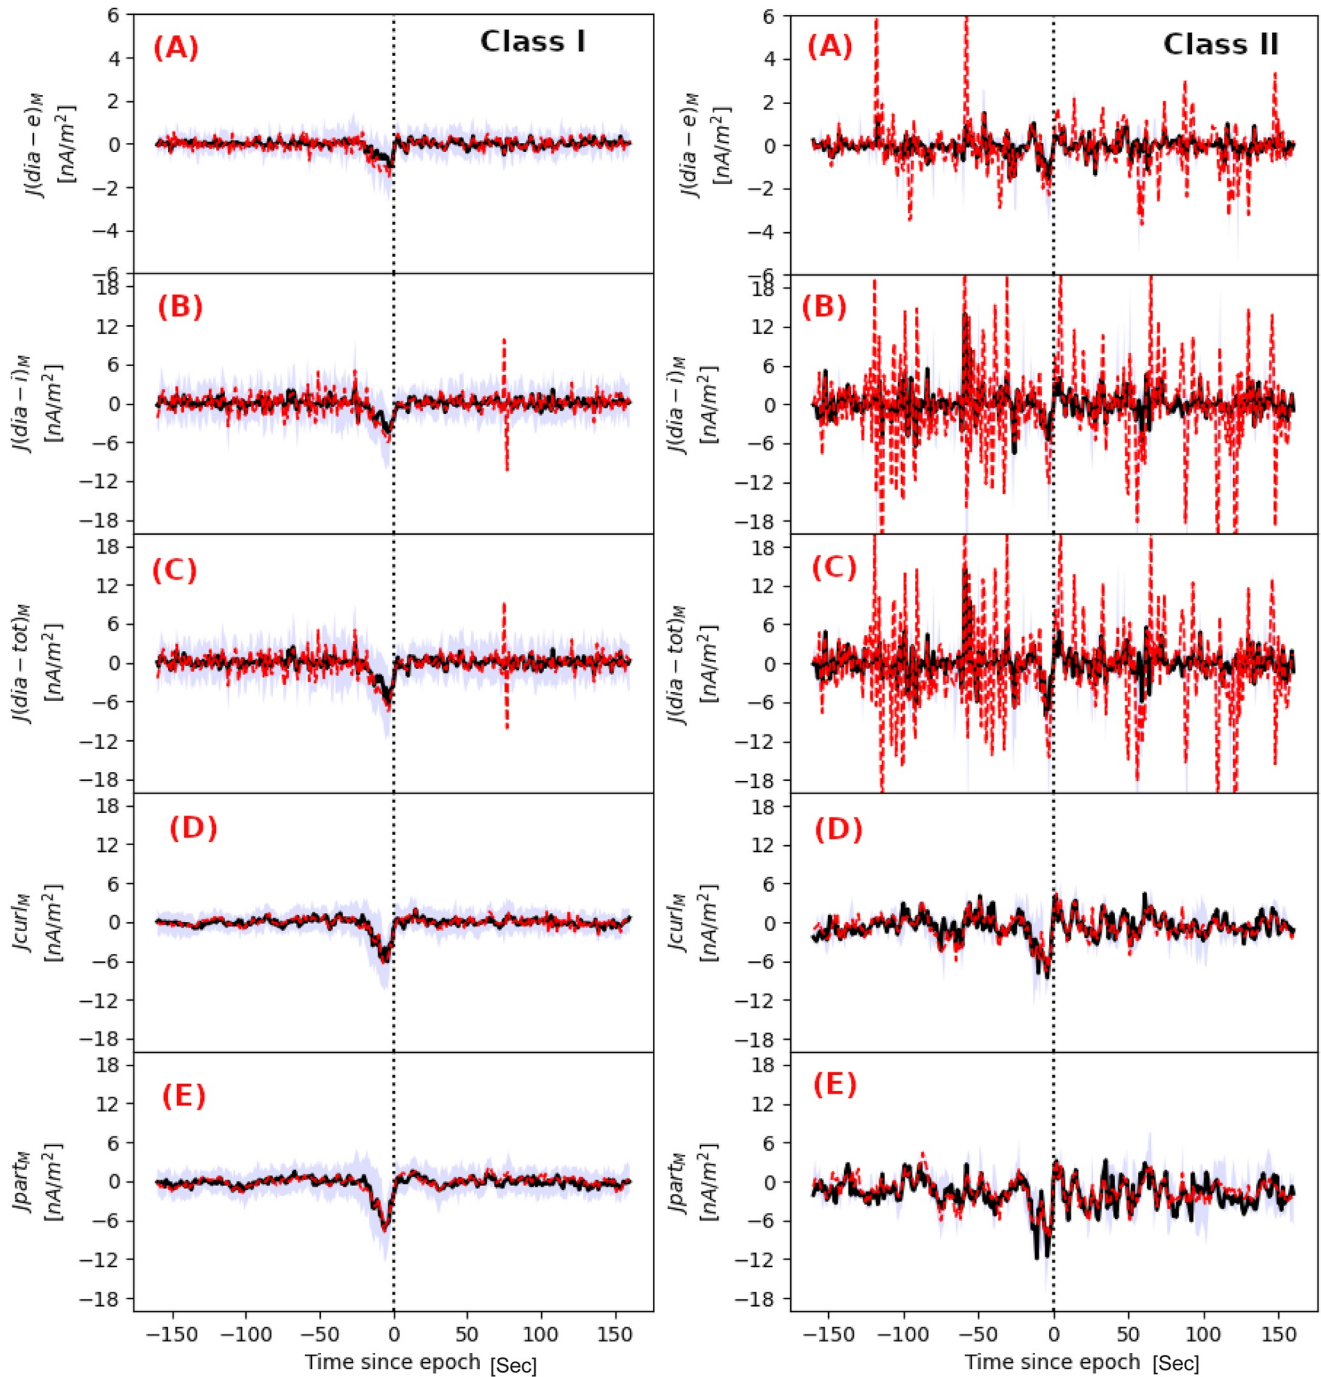 (A)
Class I
J(dia − e)M
[nA/m²]
6
4
2
0
−2
−4
−6
(B)
J(dia − i)M
[nA/m²]
18
12
6
0
−6
−12
−18
(C)
J(dia − tot)M
[nA/m²]
18
12
6
0
−6
−12
−18
(D)
JcurlM
[nA/m²]
18
12
6
0
−6
−12
−18
(E)
JpartM
[nA/m²]
18
12
6
0
−6
−12
−18
−150 −100 −50 0 50 100 150
Time since epoch [Sec]
(A)
Class II
J(dia − e)M
[nA/m²]
6
4
2
0
−2
−4
−6
(B)
J(dia − i)M
[nA/m²]
18
12
6
0
−6
−12
−18
(C)
J(dia − tot)M
[nA/m²]
18
12
6
0
−6
−12
−18
(D)
JcurlM
[nA/m²]
18
12
6
0
−6
−12
−18
(E)
JpartM
[nA/m²]
18
12
6
0
−6
−12
−18
−150 −100 −50 0 50 100 150
Time since epoch [Sec]